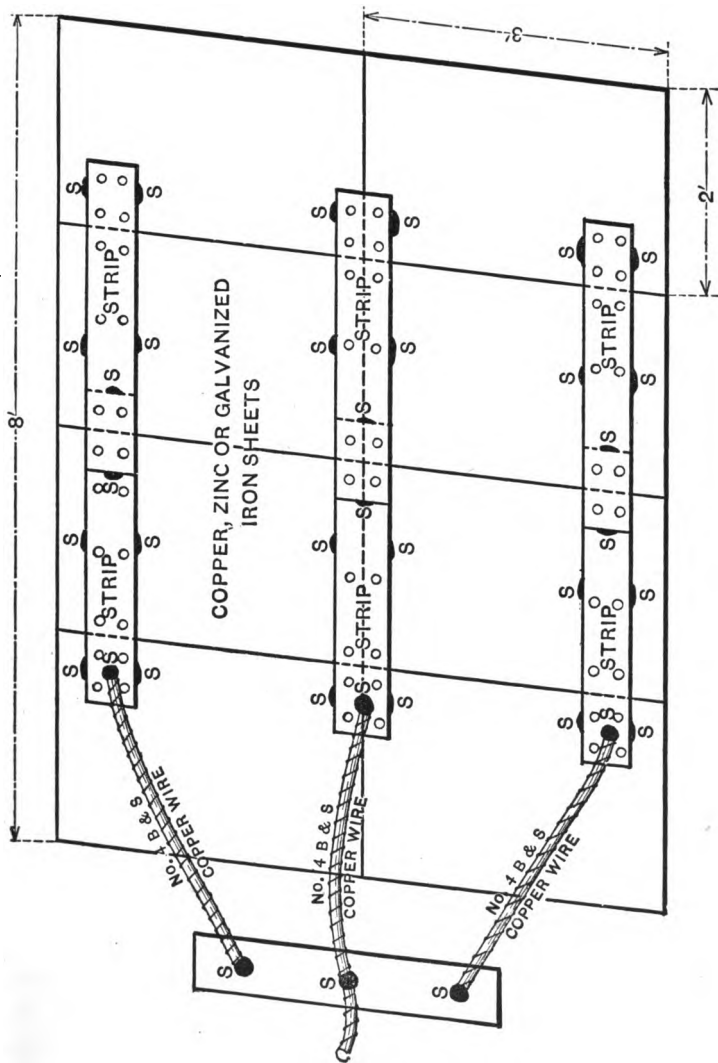 8'
S S S S
S STRIP S S STRIP
S S S S
COPPER, ZINC OR GALVANIZED
IRON SHEETS
No. 4 B & S
COPPER WIRE
S S S S
S STRIP S S STRIP
S S S S
No. 4 B & S
COPPER WIRE
S S S S
S STRIP S S STRIP
S S S S
No. 4 B & S
COPPER WIRE
S
S
S
3'
2'